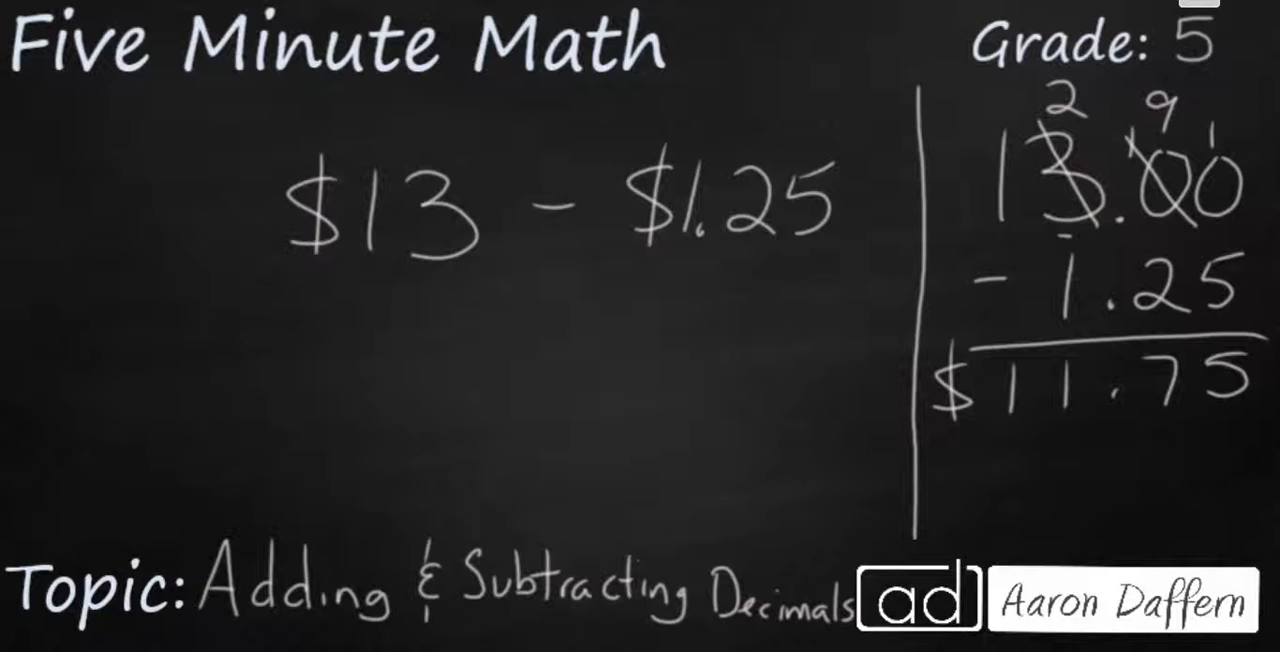 Five Minute Math
Grade: 5
$13 - $1.25
2 9 1
13.00
- 1.25
$11.75
Topic: Adding & Subtracting Decimals
ad Aaron Daffern